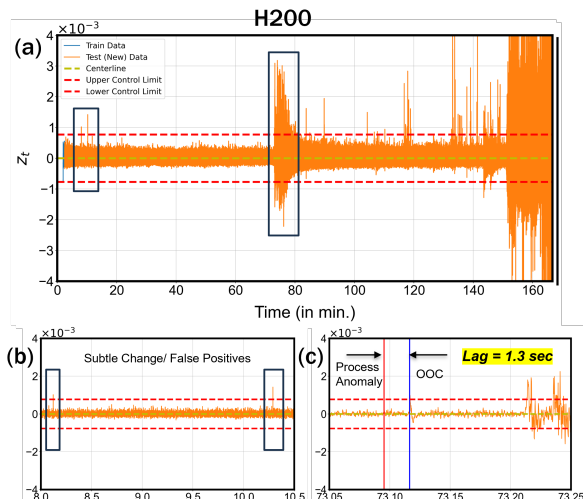 H200
(a)
×10⁻³
Train Data
Test (New) Data
Centerline
Upper Control Limit
Lower Control Limit
4
3
2
1
0
−1
−2
−3
−4
z_t
0 20 40 60 80 100 120 140 160
Time (in min.)
(b)
×10⁻³
Subtle Change/ False Positives
4
2
0
−2
−4
8.0 8.5 9.0 9.5 10.0 10.5
(c)
×10⁻³
Process
Anomaly
OOC
Lag = 1.3 sec
4
2
0
−2
−4
73.05 73.10 73.15 73.20 73.25